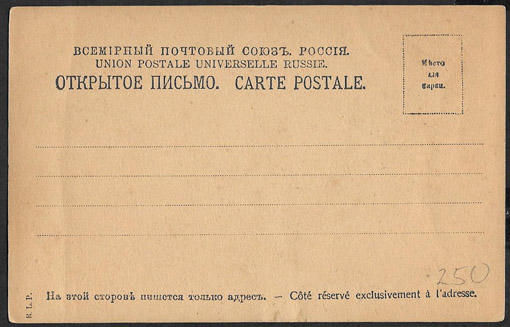 ВСЕМІРНЫЙ ПОЧТОВЫЙ СОЮЗЪ. РОССІЯ.
UNION POSTALE UNIVERSELLE RUSSIE.
ОТКРЫТОЕ ПИСЬМО. CARTE POSTALE.
Мѣсто
для
марки.
250
На этой сторонѣ пишется только адресъ. — Côté réservé exclusivement à l'adresse.
E. L. P.